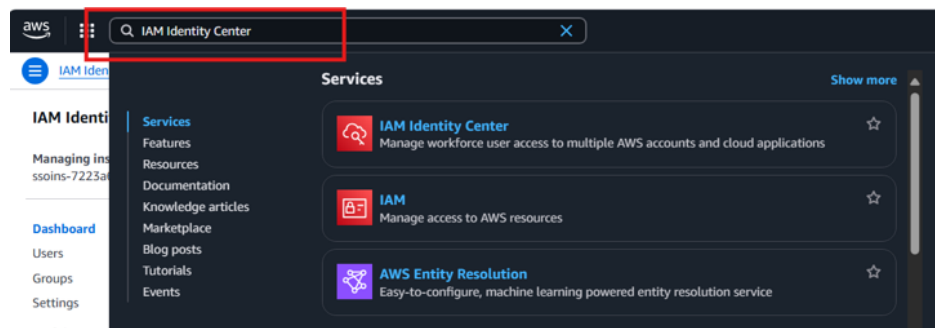 aws
IAM Identity Center
IAM Iden
Services
Show more
IAM Identi
Managing ins
ssoins-7223a
Dashboard
Users
Groups
Settings
Services
Features
Resources
Documentation
Knowledge articles
Marketplace
Blog posts
Tutorials
Events
IAM Identity Center
Manage workforce user access to multiple AWS accounts and cloud applications
IAM
Manage access to AWS resources
AWS Entity Resolution
Easy-to-configure, machine learning powered entity resolution service